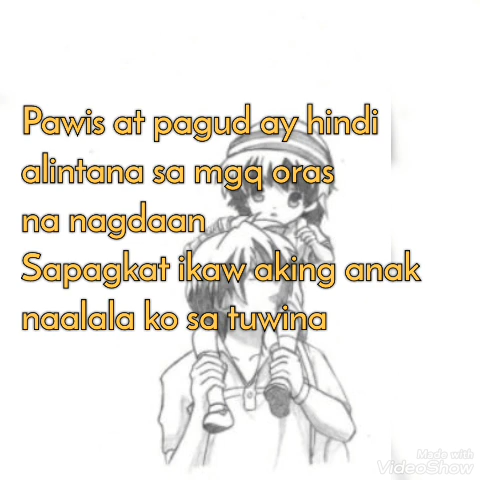 Pawis at pagud ay hindi
alintana sa mgq oras
na nagdaan
Sapagkat ikaw aking anak
naalala ko sa tuwina
Made with
VideoShow